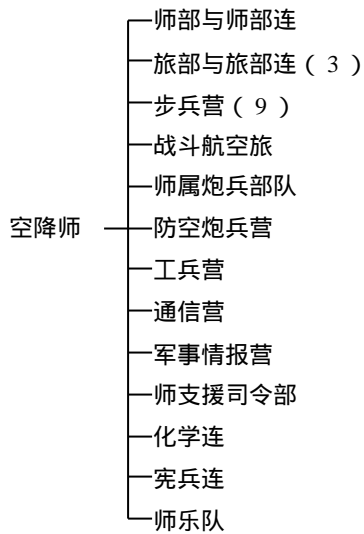 师部与师部连
旅部与旅部连（3）
步兵营（9）
战斗航空旅
师属炮兵部队
空降师
防空炮兵营
工兵营
通信营
军事情报营
师支援司令部
化学连
宪兵连
师乐队